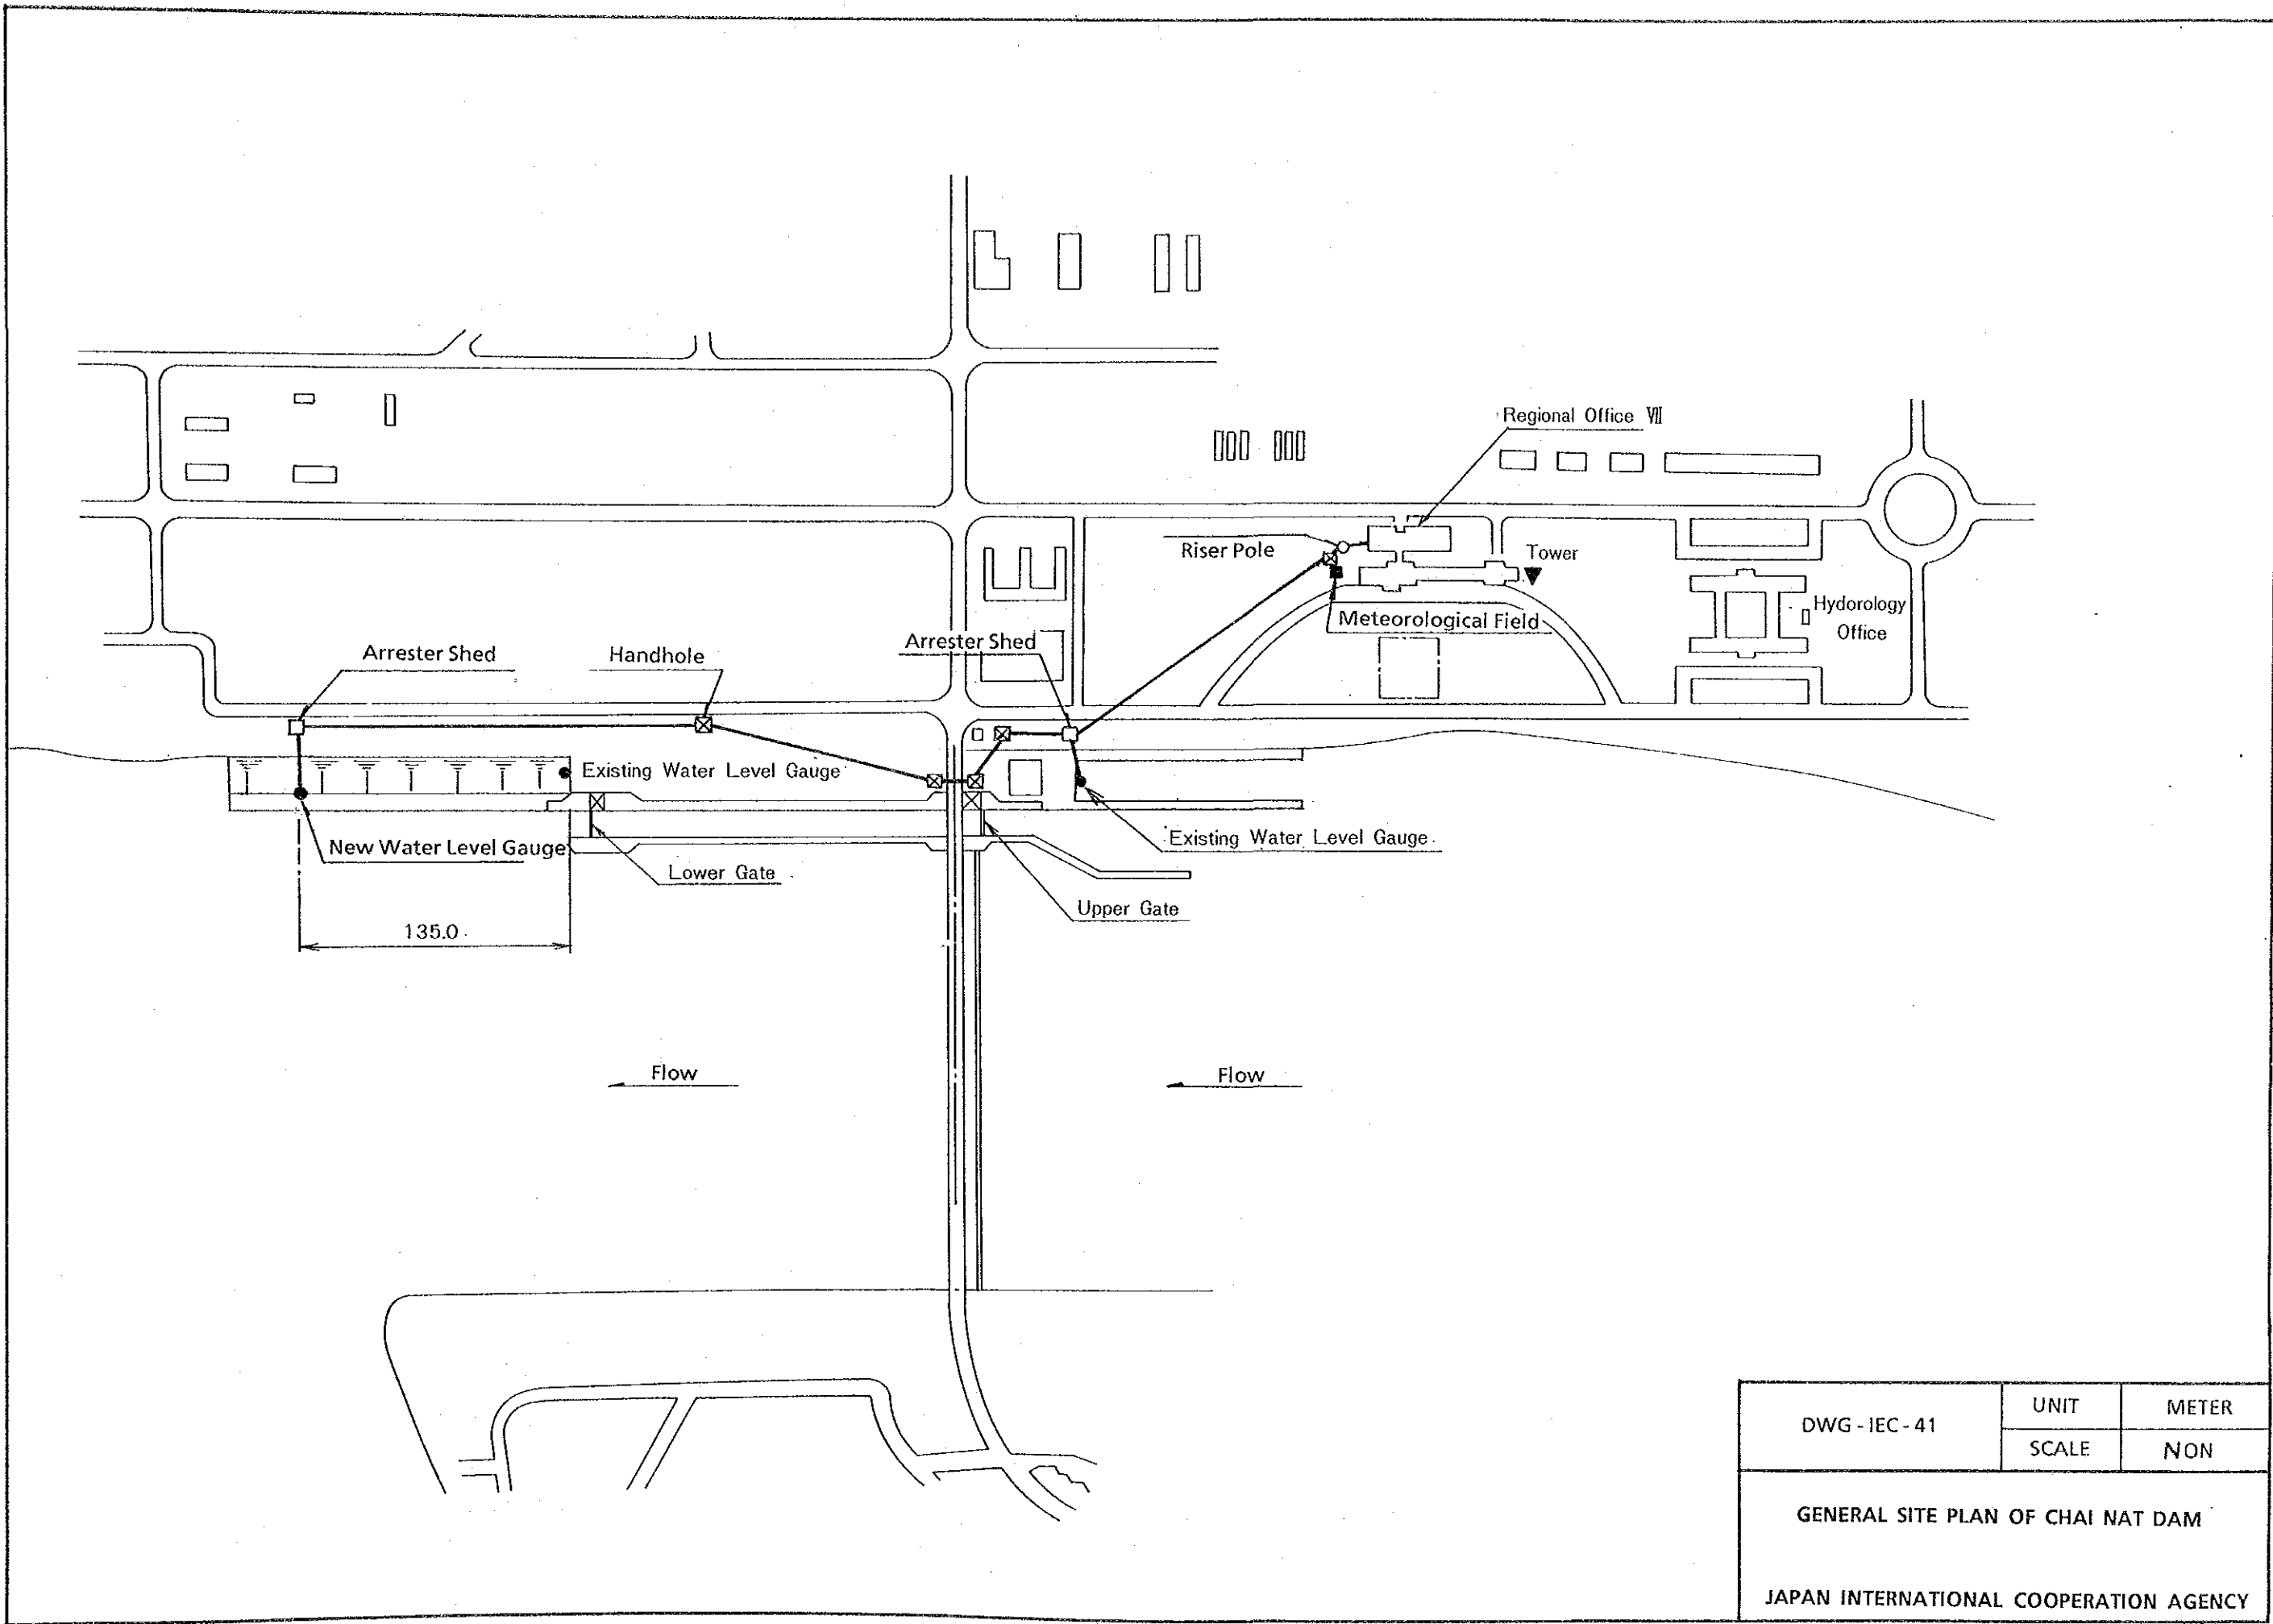 Regional Office VII
Riser Pole
Tower
Meteorological Field
Hydorology
Office
Arrester Shed
Handhole
Arrester Shed
Existing Water Level Gauge
New Water Level Gauge
Lower Gate
Existing Water Level Gauge
Upper Gate
135.0
Flow
Flow
DWG-IEC-41
UNIT
METER
SCALE
NON
GENERAL SITE PLAN OF CHAI NAT DAM
JAPAN INTERNATIONAL COOPERATION AGENCY